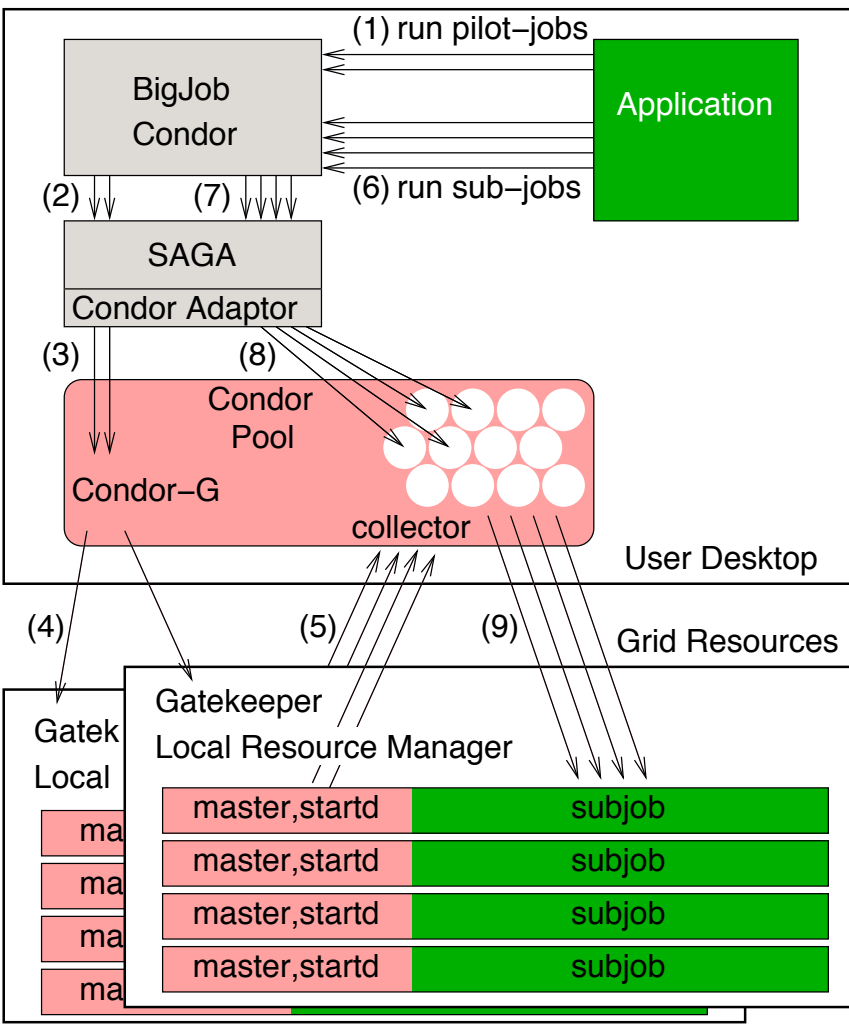 (1) run pilot−jobs
BigJob
Condor
Application
(2)
(7)
(6) run sub−jobs
SAGA
Condor Adaptor
(3)
(8)
Condor
Pool
Condor−G
collector
User Desktop
(4)
(5)
(9)
Grid Resources
Gatekeeper
Local Resource Manager
Gatek
Local
master,startd subjob
master,startd subjob
master,startd subjob
master,startd subjob
ma
ma
ma
ma